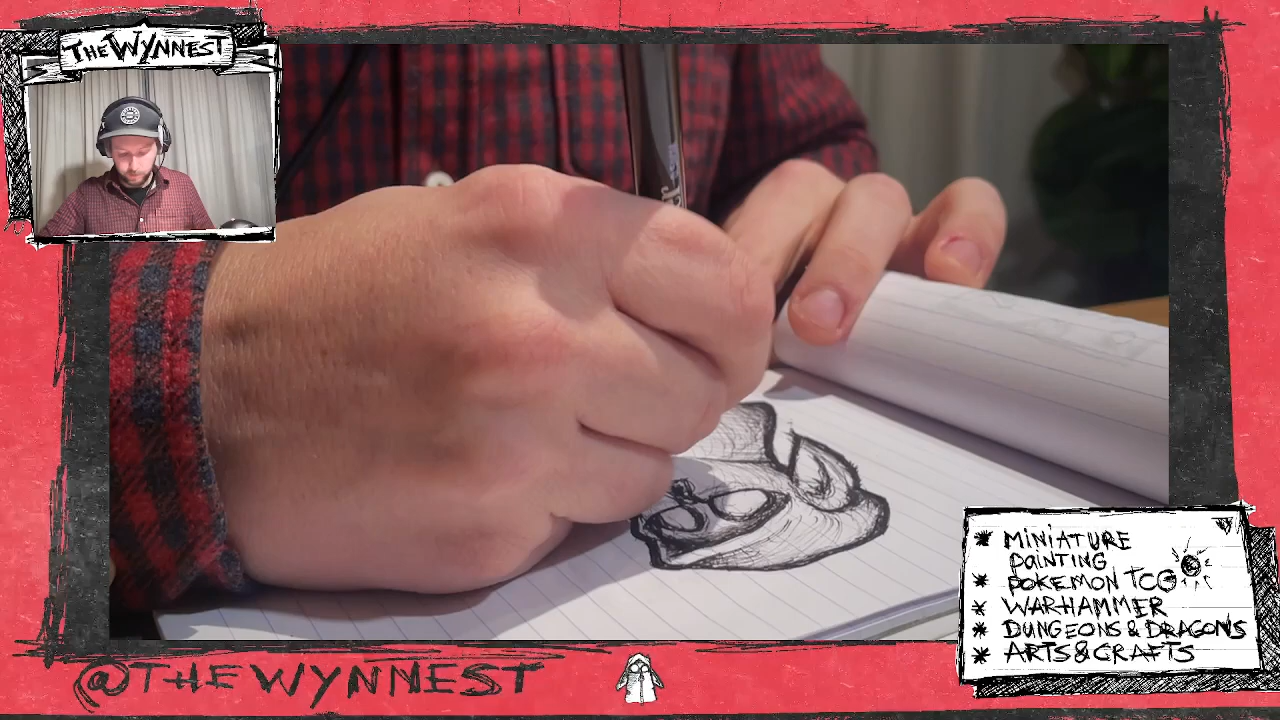 THE WYNNEST
* MINIATURE
PAINTING
* POKEMON TCG
* WARHAMMER
* DUNGEONS & DRAGONS
* ARTS & CRAFTS
@THEWYNNEST